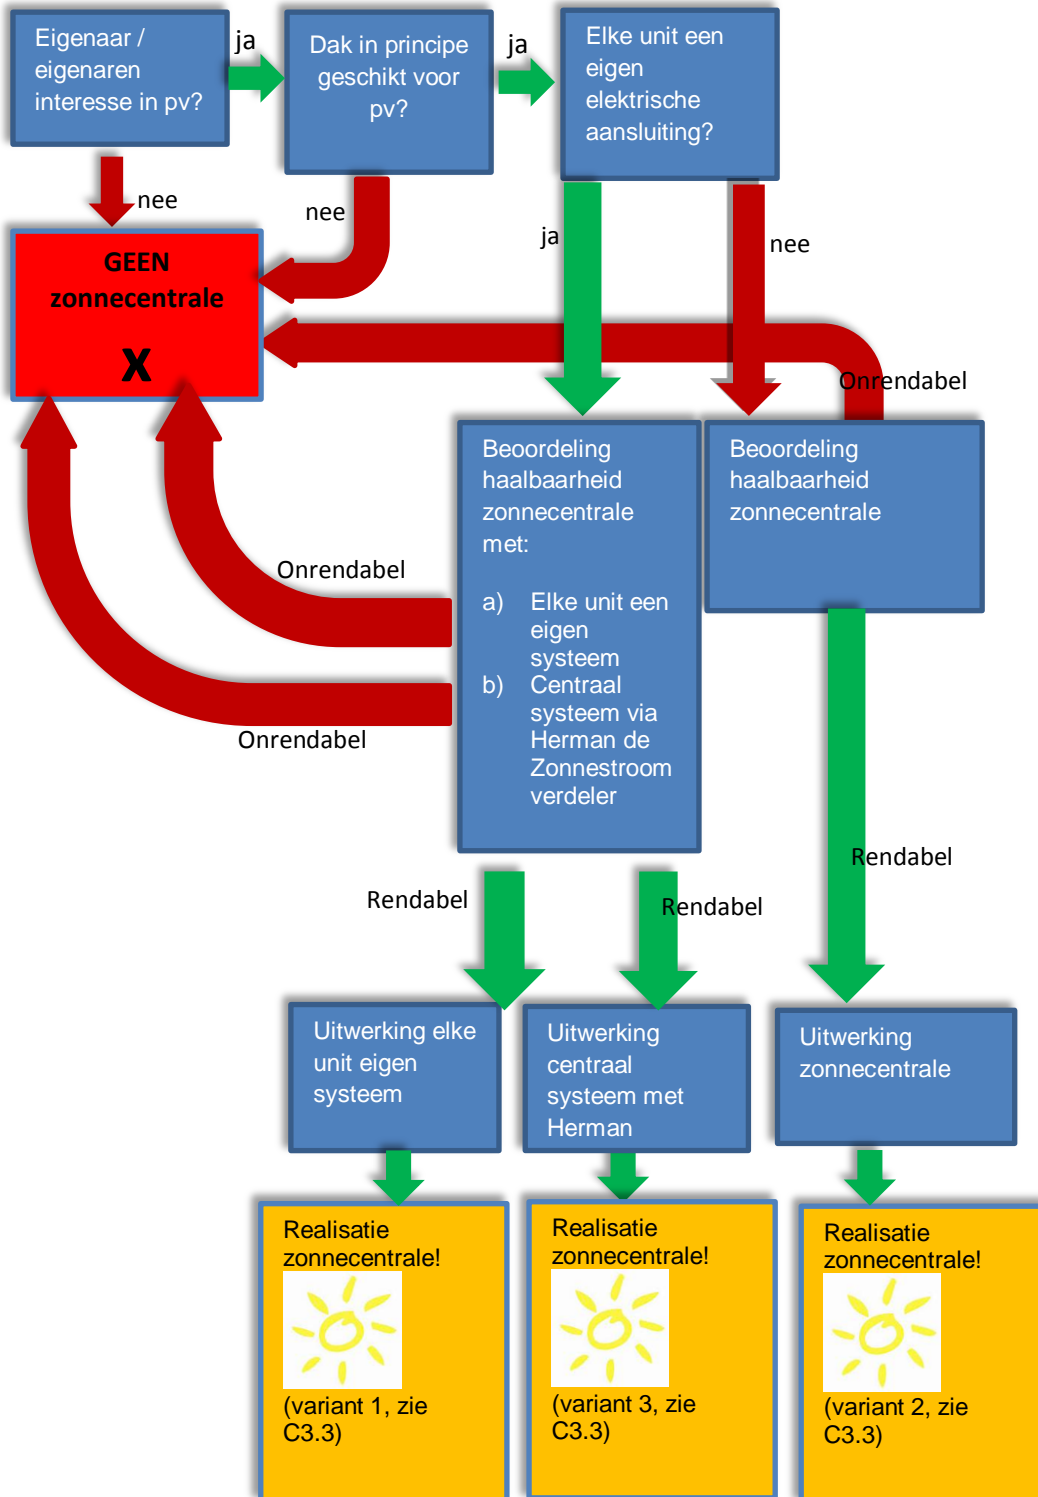 Eigenaar /
eigenaren
interesse in pv?
ja
Dak in principe
geschikt voor
pv?
ja
Elke unit een
eigen
elektrische
aansluiting?
nee
nee
ja
nee
GEEN
zonnecentrale
X
Onrendabel
Beoordeling
haalbaarheid
zonnecentrale
met:
a) Elke unit een
eigen
systeem
b) Centraal
systeem via
Herman de
Zonnestroom
verdeler
Beoordeling
haalbaarheid
zonnecentrale
Onrendabel
Onrendabel
Rendabel
Rendabel
Rendabel
Uitwerking elke
unit eigen
systeem
Uitwerking
centraal
systeem met
Herman
Uitwerking
zonnecentrale
Realisatie
zonnecentrale!
(variant 1, zie
C3.3)
Realisatie
zonnecentrale!
(variant 3, zie
C3.3)
Realisatie
zonnecentrale!
(variant 2, zie
C3.3)